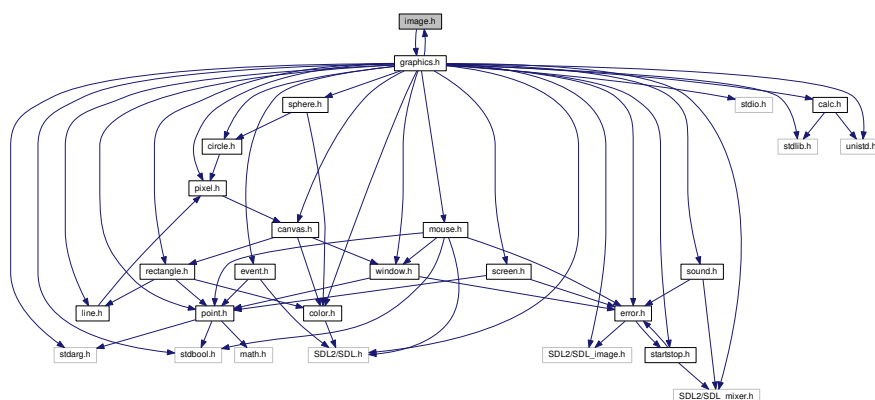 image.h
graphics.h
sphere.h
stdio.h
calc.h
circle.h
stdlib.h
unistd.h
pixel.h
canvas.h
mouse.h
rectangle.h
event.h
window.h
screen.h
sound.h
line.h
point.h
color.h
error.h
stdarg.h
stdbool.h
math.h
SDL2/SDL.h
SDL2/SDL_image.h
startstop.h
SDL2/SDL_mixer.h